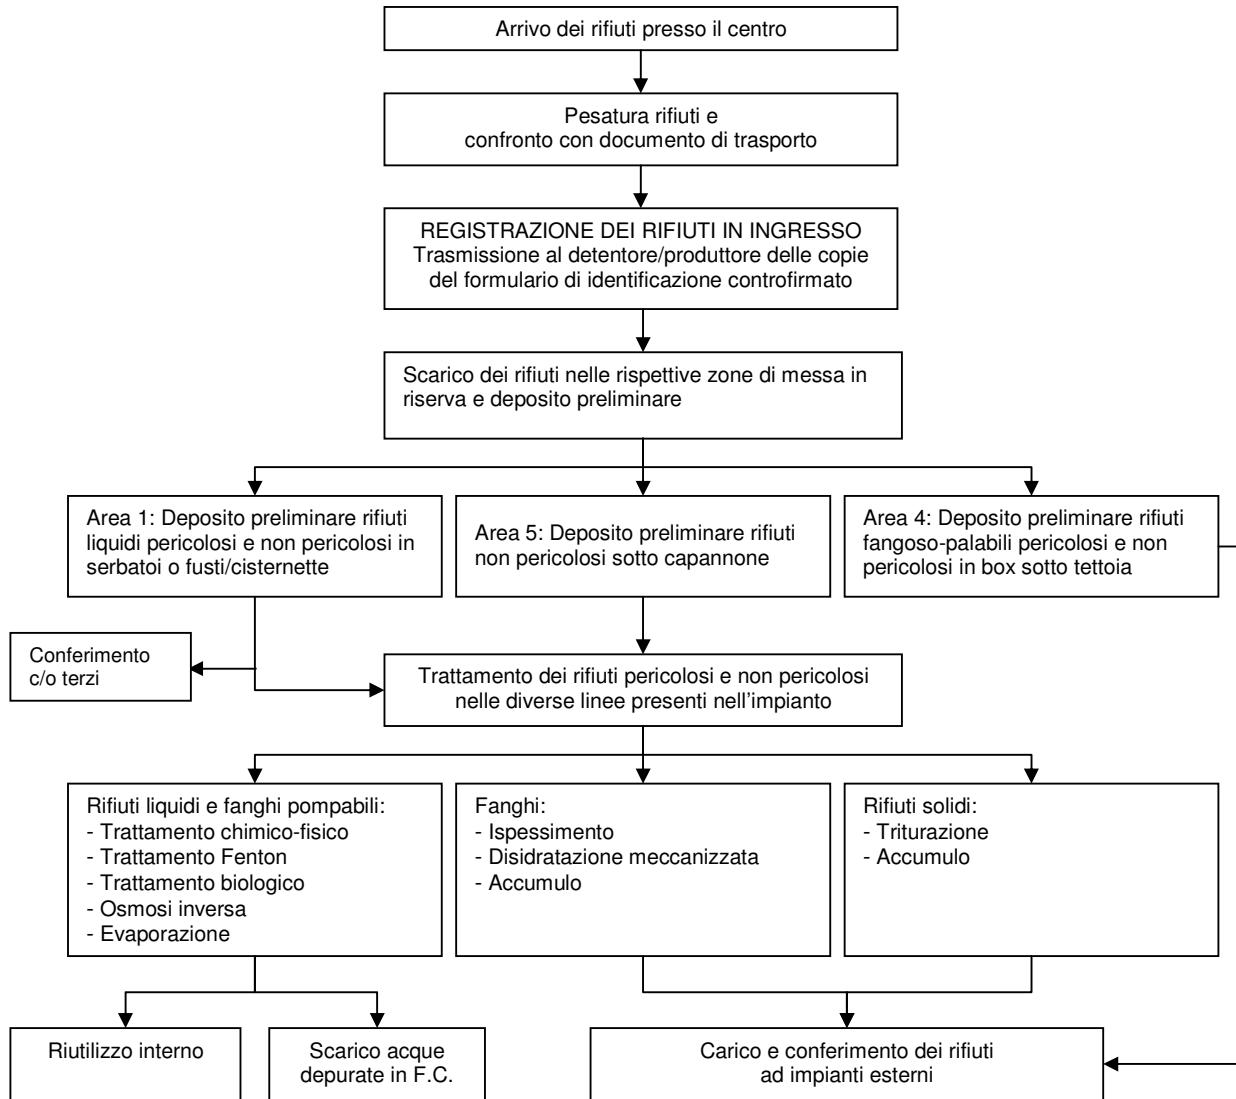 Arrivo dei rifiuti presso il centro
Pesatura rifiuti e
confronto con documento di trasporto
REGISTRAZIONE DEI RIFIUTI IN INGRESSO
Trasmissione al detentore/produttore delle copie
del formulario di identificazione controfirmato
Scarico dei rifiuti nelle rispettive zone di messa in
riserva e deposito preliminare
Area 1: Deposito preliminare rifiuti
liquidi pericolosi e non pericolosi in
serbatoi o fusti/cisternette
Area 5: Deposito preliminare rifiuti
non pericolosi sotto capannone
Area 4: Deposito preliminare rifiuti
fangoso-palabili pericolosi e non
pericolosi in box sotto tettoia
Conferimento
c/o terzi
Trattamento dei rifiuti pericolosi e non pericolosi
nelle diverse linee presenti nell'impianto
Rifiuti liquidi e fanghi pompabili:
- Trattamento chimico-fisico
- Trattamento Fenton
- Trattamento biologico
- Osmosi inversa
- Evaporazione
Fanghi:
- Ispessimento
- Disidratazione meccanizzata
- Accumulo
Rifiuti solidi:
- Triturazione
- Accumulo
Riutilizzo interno
Scarico acque
depurate in F.C.
Carico e conferimento dei rifiuti
ad impianti esterni